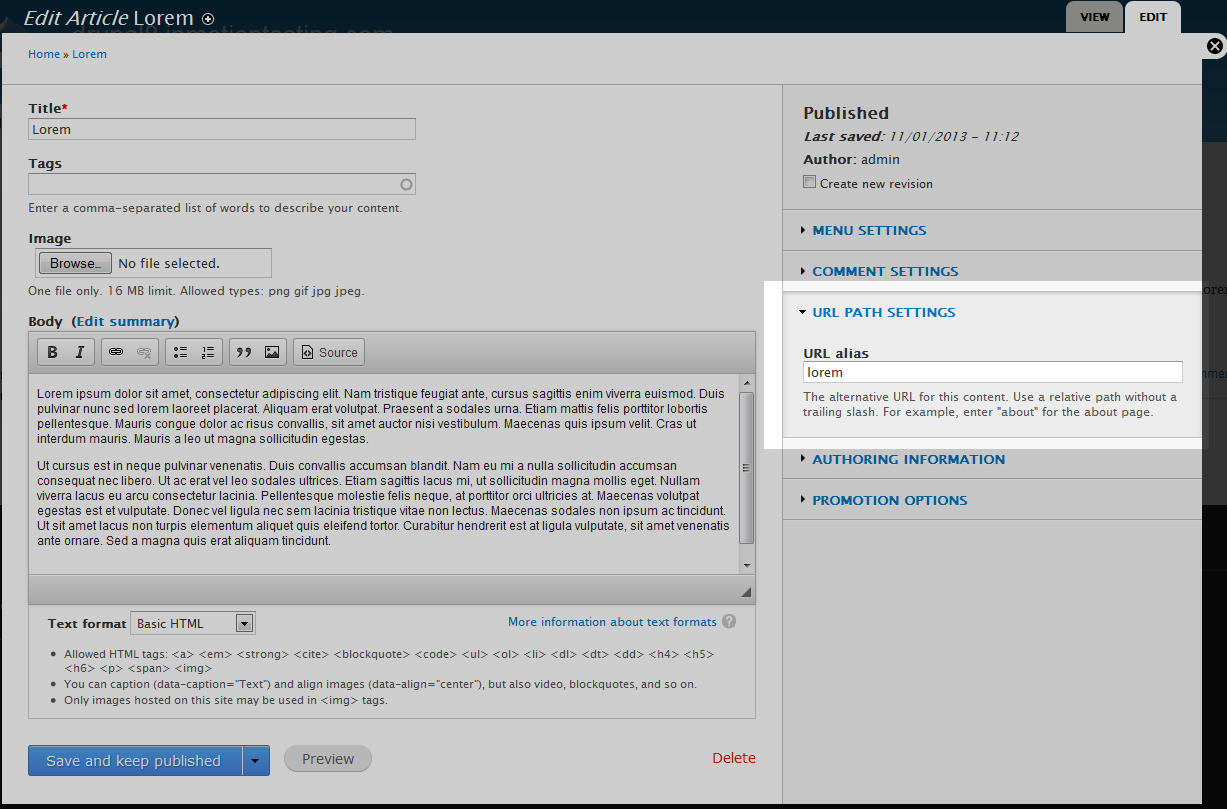 Edit Article Lorem
VIEW
EDIT
Home » Lorem
Title*
Lorem
Tags
Enter a comma-separated list of words to describe your content.
Image
Browse... No file selected.
One file only. 16 MB limit. Allowed types: png gif jpg jpeg.
Body (Edit summary)
B I Source
Lorem ipsum dolor sit amet, consectetur adipiscing elit. Nam tristique feugiat ante, cursus sagittis enim viverra euismod. Duis
pulvinar nunc sed lorem laoreet placerat. Aliquam erat volutpat. Praesent a sodales urna. Etiam mattis felis porttitor lobortis
pellentesque. Mauris congue dolor ac risus convallis, sit amet auctor nisi vestibulum. Maecenas quis ipsum velit. Cras ut
interdum mauris. Mauris a leo ut magna sollicitudin egestas.
Ut cursus est in neque pulvinar venenatis. Duis convallis accumsan blandit. Nam eu mi a nulla sollicitudin accumsan
consequat nec libero. Ut ac erat vel leo sodales ultrices. Etiam sagittis lacus mi, ut sollicitudin magna mollis eget. Nullam
viverra lacus eu arcu consectetur lacinia. Pellentesque molestie felis neque, at porttitor orci ultricies at. Maecenas volutpat
egestas est et vulputate. Donec vel ligula nec sem lacinia tristique vitae non lectus. Maecenas sodales non ipsum ac tincidunt.
Ut sit amet lacus non turpis elementum aliquet quis eleifend tortor. Curabitur hendrerit est at ligula vulputate, sit amet venenatis
ante ornare. Sed a magna quis erat aliquam tincidunt.
Text format Basic HTML
More information about text formats ?
• Allowed HTML tags: <a> <em> <strong> <cite> <blockquote> <code> <ul> <ol> <li> <dl> <dt> <dd> <h4> <h5>
<h6> <p> <span> <img>
• You can caption (data-caption="Text") and align images (data-align="center"), but also video, blockquotes, and so on.
• Only images hosted on this site may be used in <img> tags.
Save and keep published
Preview
Delete
Published
Last saved: 11/01/2013 - 11:12
Author: admin
Create new revision
MENU SETTINGS
COMMENT SETTINGS
URL PATH SETTINGS
URL alias
lorem
The alternative URL for this content. Use a relative path without a
trailing slash. For example, enter "about" for the about page.
AUTHORING INFORMATION
PROMOTION OPTIONS